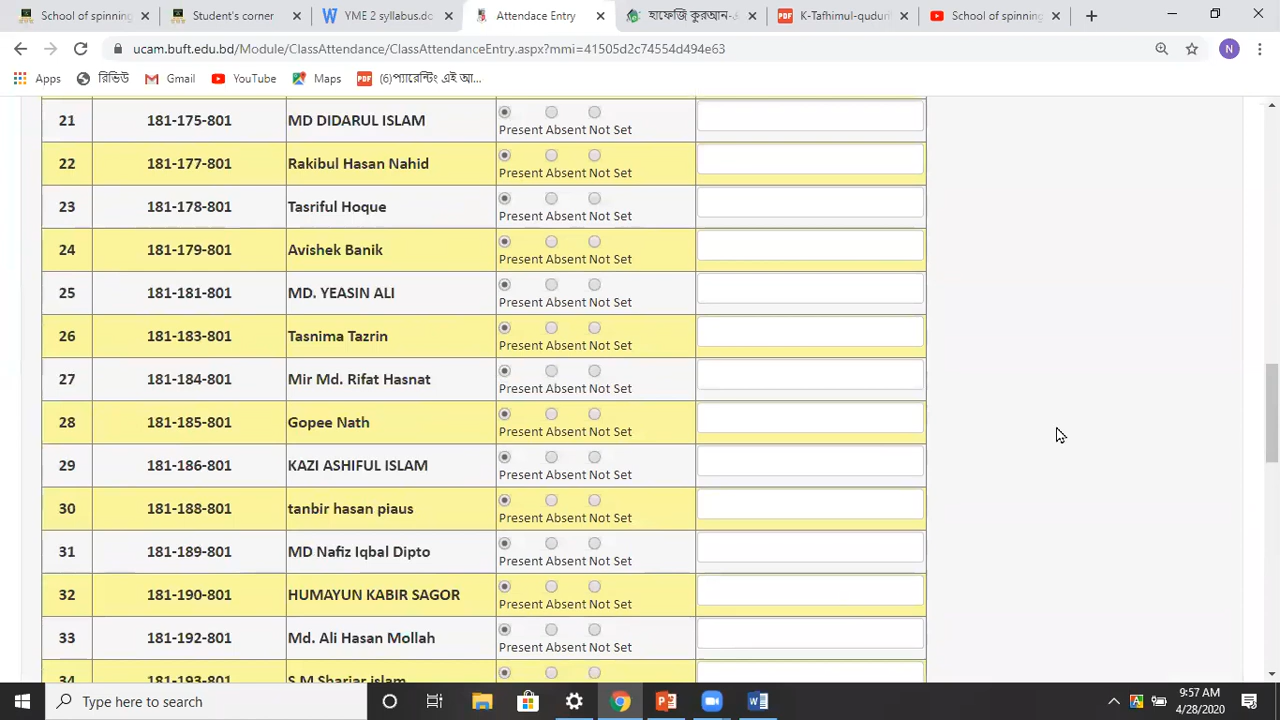 School of spinning
Student's corner
YME 2 syllabus.dc
Attendace Entry
হাফেজি কুরআন-
K-Tafhimul-qudur
School of spinning
ucam.buft.edu.bd/Module/ClassAttendance/ClassAttendanceEntry.aspx?mmi=41505d2c74554d494e63
N
Apps
রিভিউ
Gmail
YouTube
Maps
(6)প্যারেন্টিং এই আ...
21 181-175-801 MD DIDARUL ISLAM Present Absent Not Set
22 181-177-801 Rakibul Hasan Nahid Present Absent Not Set
23 181-178-801 Tasriful Hoque Present Absent Not Set
24 181-179-801 Avishek Banik Present Absent Not Set
25 181-181-801 MD. YEASIN ALI Present Absent Not Set
26 181-183-801 Tasnima Tazrin Present Absent Not Set
27 181-184-801 Mir Md. Rifat Hasnat Present Absent Not Set
28 181-185-801 Gopee Nath Present Absent Not Set
29 181-186-801 KAZI ASHIFUL ISLAM Present Absent Not Set
30 181-188-801 tanbir hasan piaus Present Absent Not Set
31 181-189-801 MD Nafiz Iqbal Dipto Present Absent Not Set
32 181-190-801 HUMAYUN KABIR SAGOR Present Absent Not Set
33 181-192-801 Md. Ali Hasan Mollah Present Absent Not Set
34 181-193-801 S.M Shariar islam
Type here to search
9:57 AM
4/28/2020